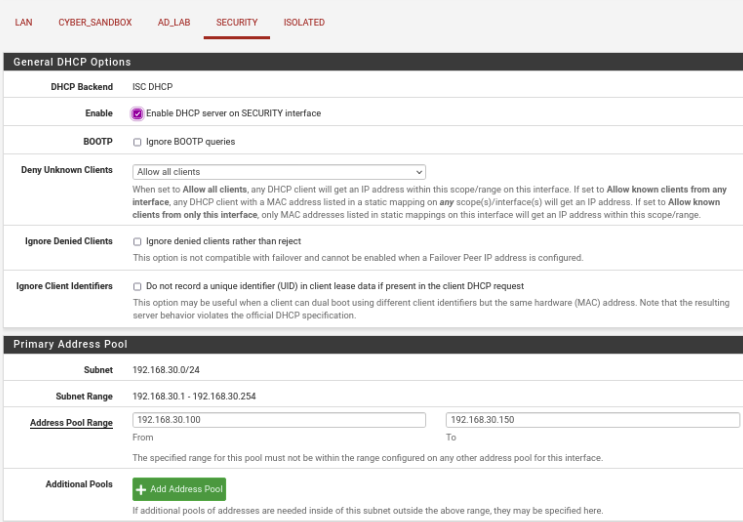 LAN CYBER_SANDBOX AD_LAB SECURITY ISOLATED
General DHCP Options
DHCP Backend ISC DHCP
Enable Enable DHCP server on SECURITY interface
BOOTP Ignore BOOTP queries
Deny Unknown Clients Allow all clients
When set to Allow all clients, any DHCP client will get an IP address within this scope/range on this interface. If set to Allow known clients from any
interface, any DHCP client with a MAC address listed in a static mapping on any scope(s)/interface(s) will get an IP address. If set to Allow known
clients from only this interface, only MAC addresses listed in static mappings on this interface will get an IP address within this scope/range.
Ignore Denied Clients Ignore denied clients rather than reject
This option is not compatible with failover and cannot be enabled when a Failover Peer IP address is configured.
Ignore Client Identifiers Do not record a unique identifier (UID) in client lease data if present in the client DHCP request
This option may be useful when a client can dual boot using different client identifiers but the same hardware (MAC) address. Note that the resulting
server behavior violates the official DHCP specification.
Primary Address Pool
Subnet 192.168.30.0/24
Subnet Range 192.168.30.1 - 192.168.30.254
Address Pool Range 192.168.30.100 192.168.30.150
From To
The specified range for this pool must not be within the range configured on any other address pool for this interface.
Additional Pools Add Address Pool
If additional pools of addresses are needed inside of this subnet outside the above range, they may be specified here.